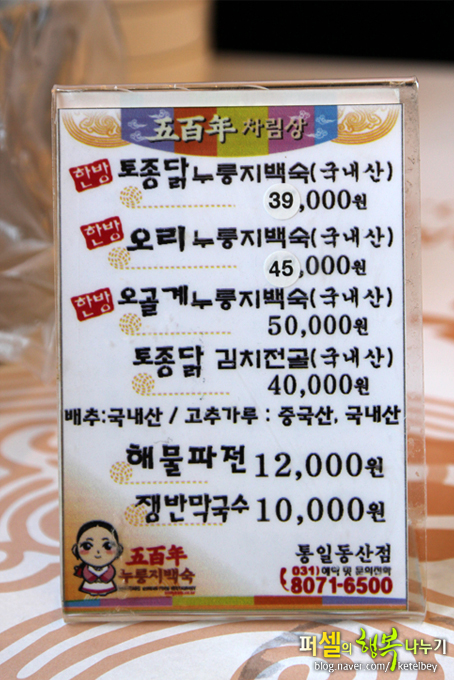 五百年 차림상
한방 토종닭누룽지백숙(국내산)
39,000원
한방 오리누룽지백숙(국내산)
45,000원
한방 오골계누룽지백숙(국내산)
50,000원
토종닭 김치전골(국내산)
40,000원
배추:국내산 / 고추가루 : 중국산, 국내산
해물파전 12,000원
쟁반막국수 10,000원
五百年
누룽지백숙
통일동산점
031) 예약 및 문의전화
8071-6500
퍼셀의 행복 나누기
blog.naver.com/ketelbey